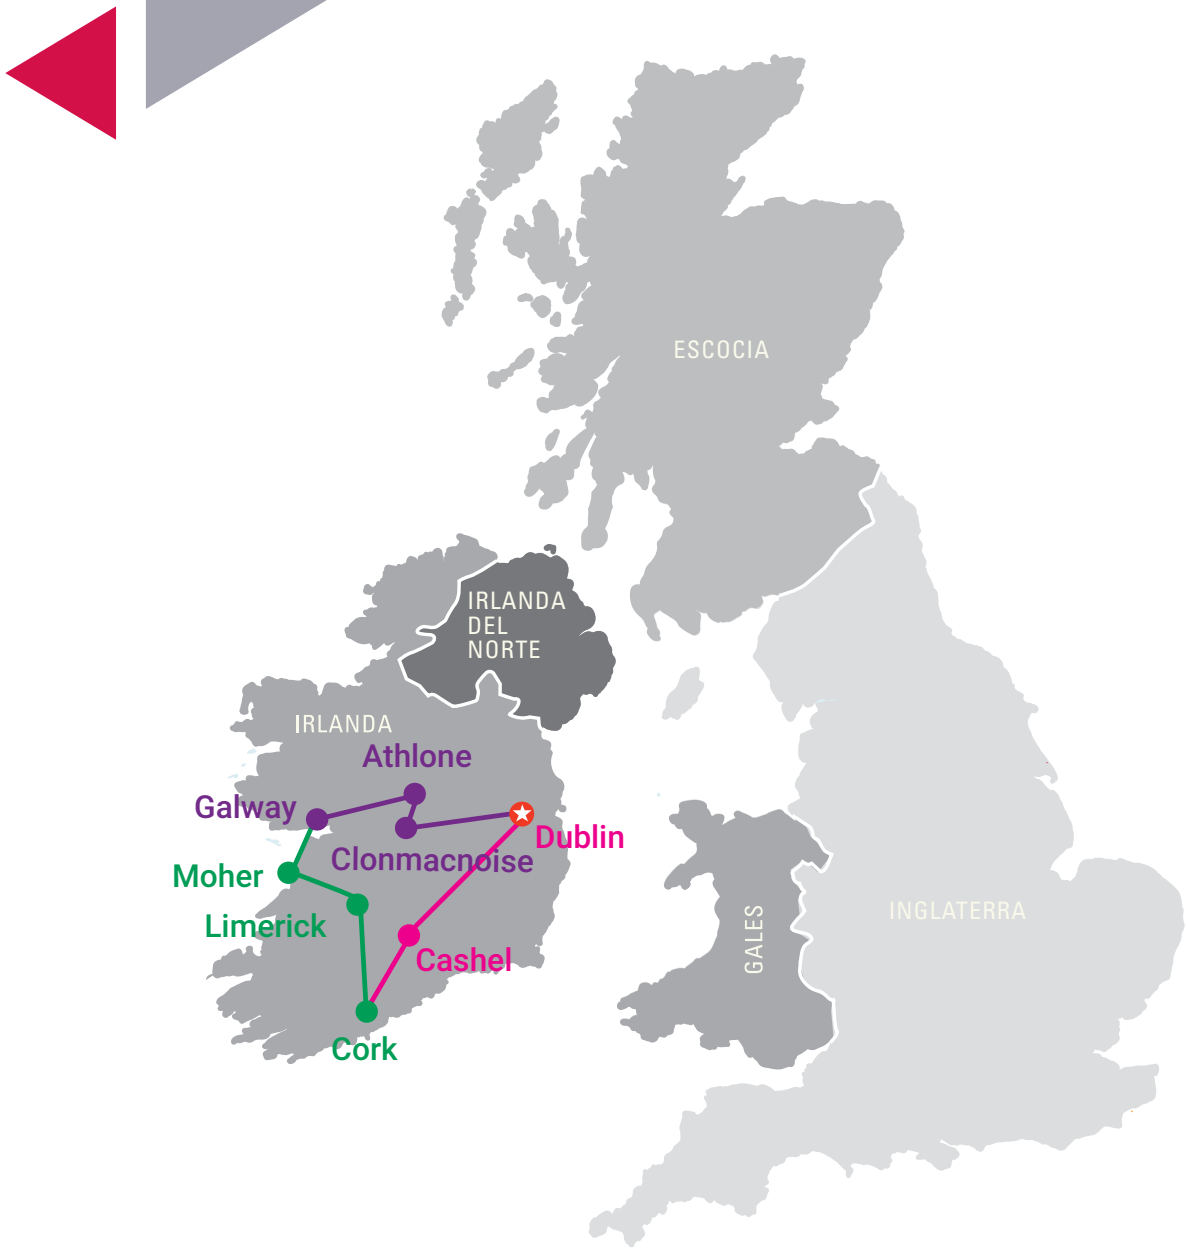 ESCOCIA
IRLANDA
DEL
NORTE
IRLANDA
Athlone
Galway
Dublin
Clonmacnoise
Moher
Limerick
INGLATERRA
GALES
Cashel
Cork